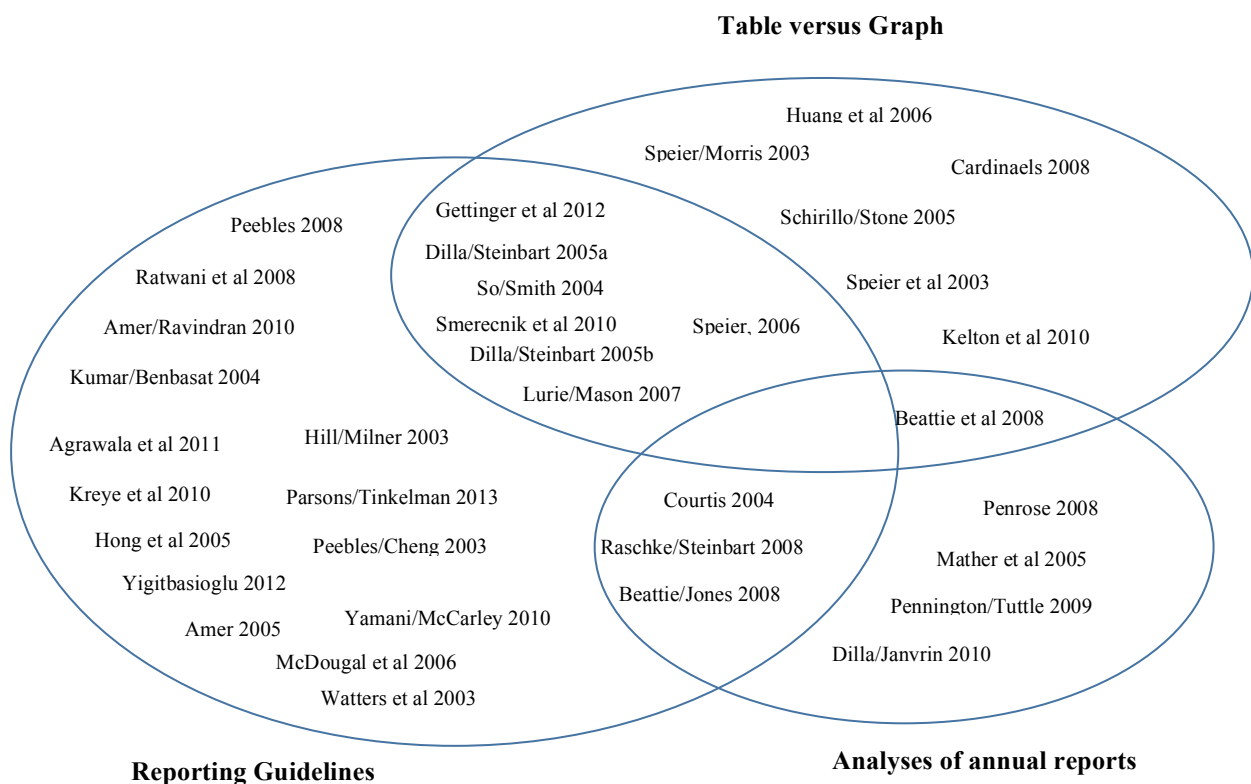 Table versus Graph
Huang et al 2006
Speier/Morris 2003
Cardinaels 2008
Schirillo/Stone 2005
Speier et al 2003
Kelton et al 2010
Gettinger et al 2012
Dilla/Steinbart 2005a
So/Smith 2004
Smerecnik et al 2010
Speier, 2006
Dilla/Steinbart 2005b
Lurie/Mason 2007
Beattie et al 2008
Peebles 2008
Ratwani et al 2008
Amer/Ravindran 2010
Kumar/Benbasat 2004
Agrawala et al 2011
Hill/Milner 2003
Kreye et al 2010
Parsons/Tinkelman 2013
Hong et al 2005
Peebles/Cheng 2003
Yigitbasioglu 2012
Amer 2005
Yamani/McCarley 2010
McDougal et al 2006
Watters et al 2003
Courtis 2004
Raschke/Steinbart 2008
Beattie/Jones 2008
Penrose 2008
Mather et al 2005
Pennington/Tuttle 2009
Dilla/Janvrin 2010
Reporting Guidelines
Analyses of annual reports